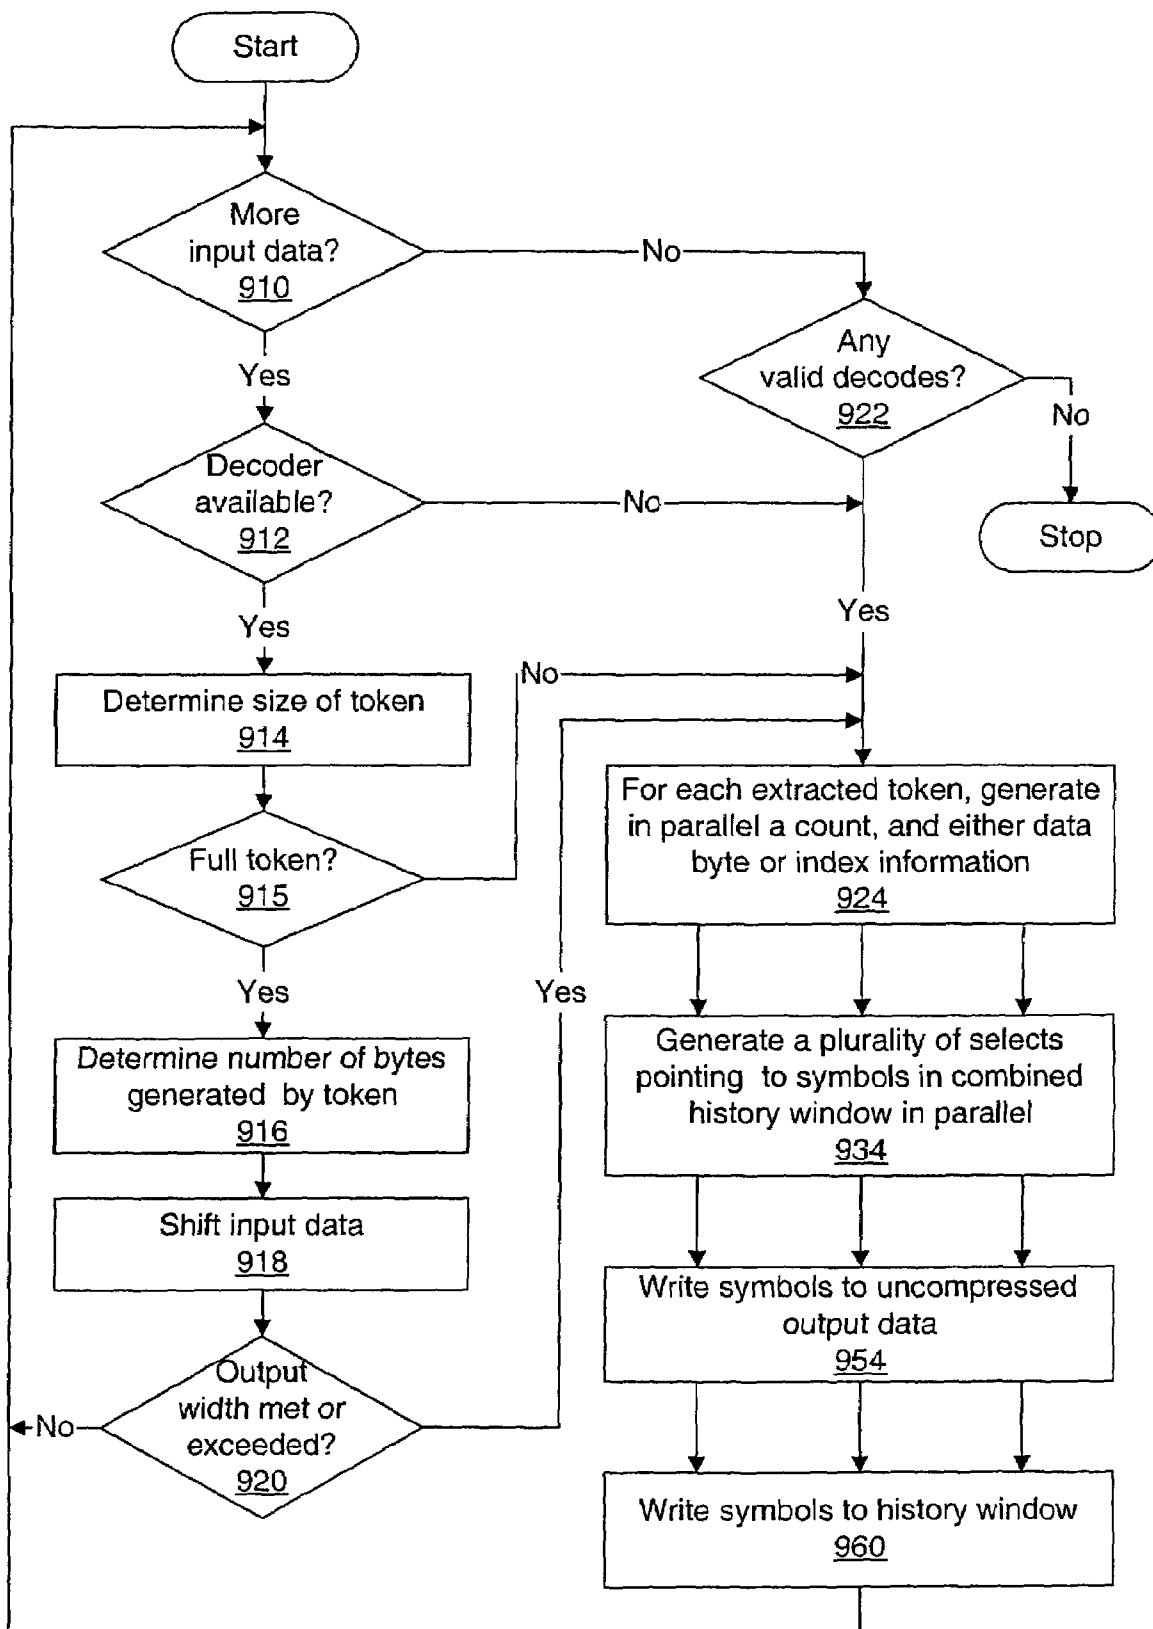 Start
More
input data?
910
No
Yes
Any
valid decodes?
922
No
Stop
Decoder
available?
912
No
Yes
Yes
Determine size of token
914
No
Full token?
915
Yes
Yes
For each extracted token, generate
in parallel a count, and either data
byte or index information
924
Determine number of bytes
generated by token
916
Generate a plurality of selects
pointing to symbols in combined
history window in parallel
934
Shift input data
918
Write symbols to uncompressed
output data
954
Output
width met or
exceeded?
920
No
Write symbols to history window
960